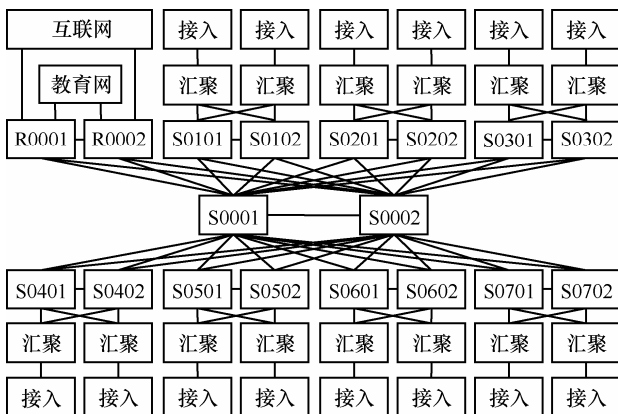 互联网 接入 接入 接入 接入 接入 接入
教育网 汇聚 汇聚 汇聚 汇聚 汇聚 汇聚
R0001 R0002 S0101 S0102 S0201 S0202 S0301 S0302
S0001 S0002
S0401 S0402 S0501 S0502 S0601 S0602 S0701 S0702
汇聚 汇聚 汇聚 汇聚 汇聚 汇聚 汇聚 汇聚
接入 接入 接入 接入 接入 接入 接入 接入